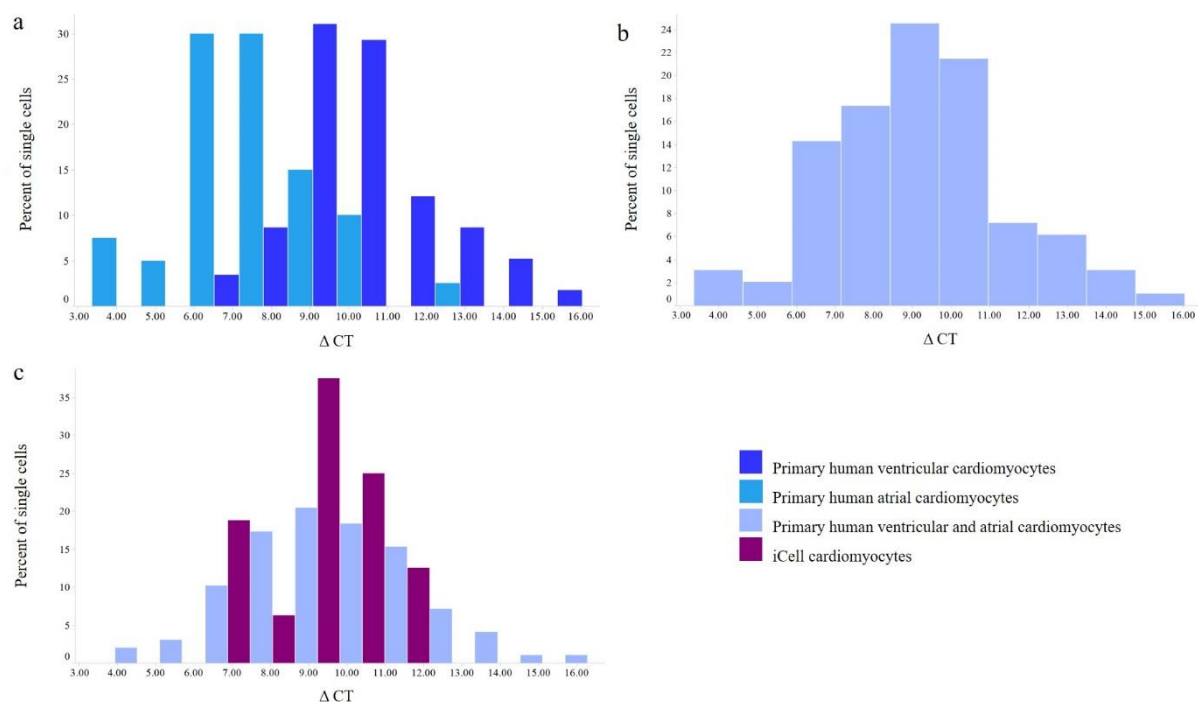 a
30
25
20
15
10
5
0
Percent of single cells
3.00 4.00 5.00 6.00 7.00 8.00 9.00 10.00 11.00 12.00 13.00 14.00 15.00 16.00
Δ CT
b
24
22
20
18
16
14
12
10
8
6
4
2
0
Percent of single cells
3.00 4.00 5.00 6.00 7.00 8.00 9.00 10.00 11.00 12.00 13.00 14.00 15.00 16.00
Δ CT
c
35
30
25
20
15
10
5
0
Percent of single cells
3.00 4.00 5.00 6.00 7.00 8.00 9.00 10.00 11.00 12.00 13.00 14.00 15.00 16.00
Δ CT
Primary human ventricular cardiomyocytes
Primary human atrial cardiomyocytes
Primary human ventricular and atrial cardiomyocytes
iCell cardiomyocytes